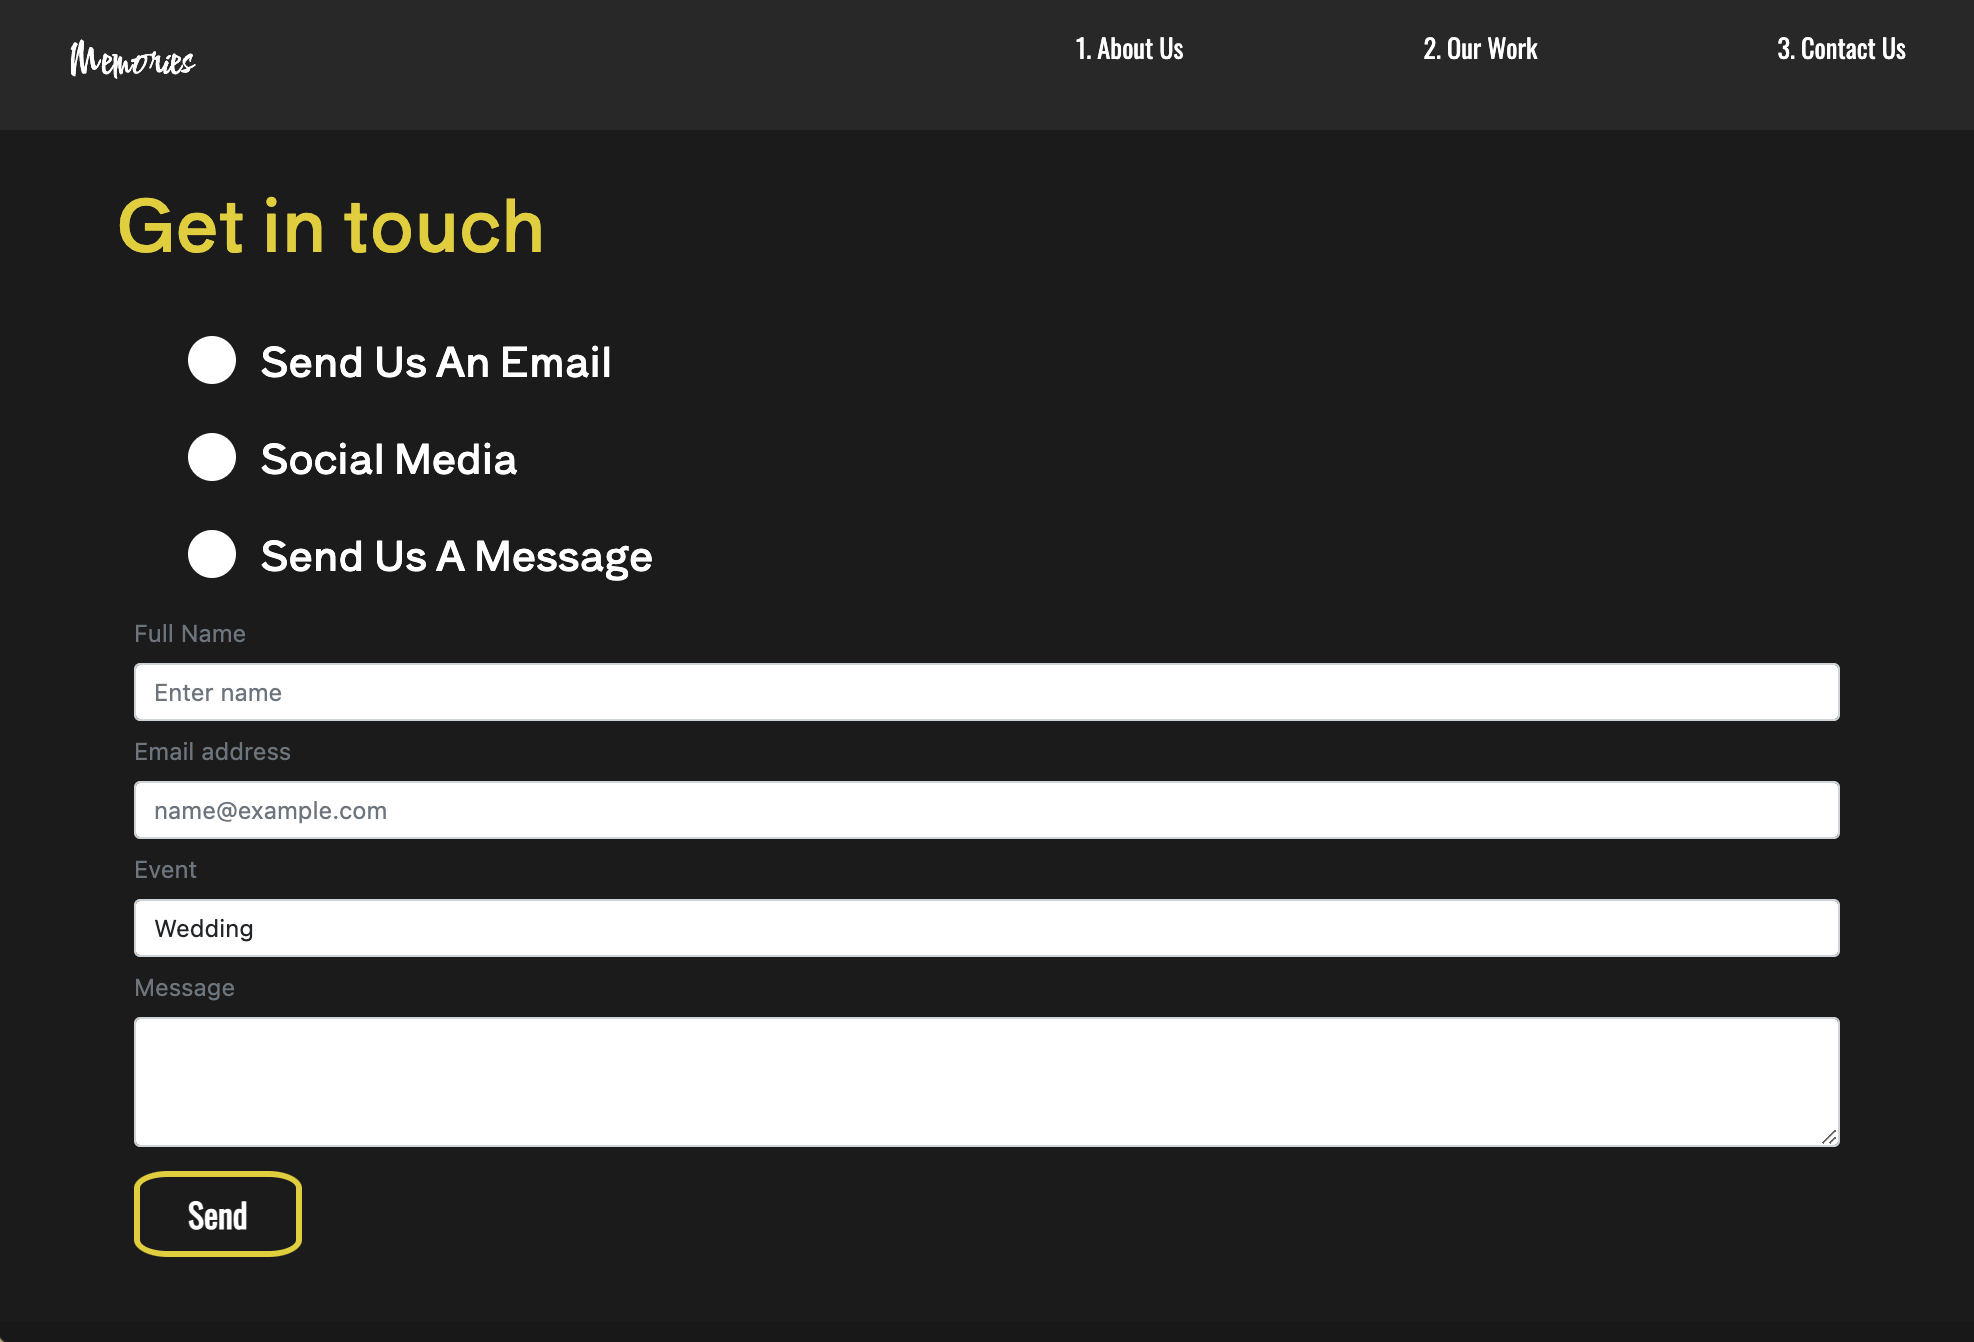 Memories
1. About Us
2. Our Work
3. Contact Us
Get in touch
Send Us An Email
Social Media
Send Us A Message
Full Name
Enter name
Email address
name@example.com
Event
Wedding
Message
Send